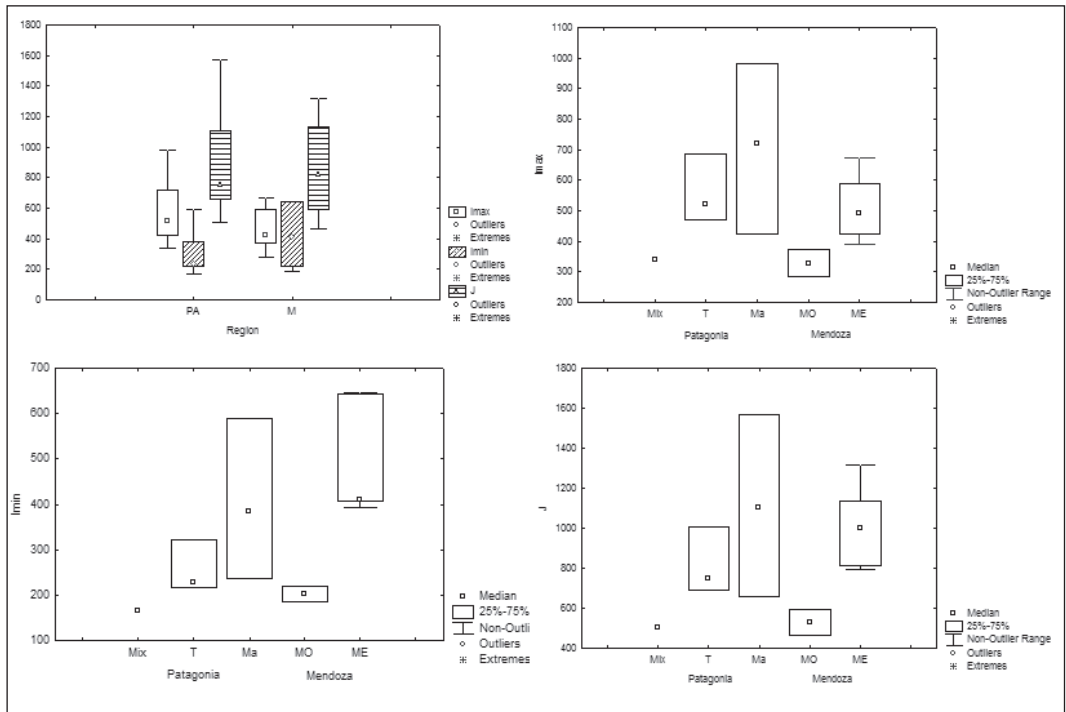 1800
1600
1400
1200
1000
800
600
400
200
0
PA M
Region
Imax
Outliers
Extremes
Imin
Outliers
Extremes
J
Outliers
Extremes
1100
1000
900
800
700
600
500
400
300
200
Imax
Mix T Ma MO ME
Patagonia Mendoza
Median
25%-75%
Non-Outlier Range
Outliers
Extremes
700
600
500
400
300
200
100
Imin
Mix T Ma MO ME
Patagonia Mendoza
Median
25%-75%
Non-Outli
Outliers
Extremes
1800
1600
1400
1200
1000
800
600
400
J
Mix T Ma MO ME
Patagonia Mendoza
Median
25%-75%
Non-Outlier Range
Outliers
Extremes